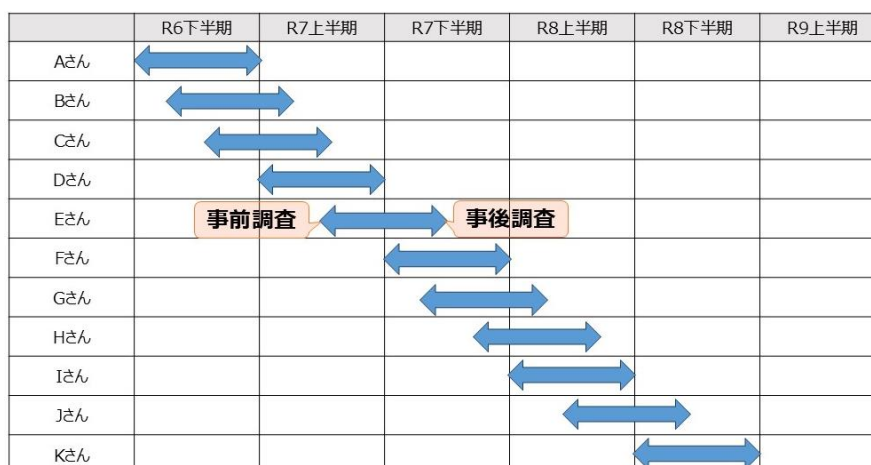 R6下半期 R7上半期 R7下半期 R8上半期 R8下半期 R9上半期
Aさん
Bさん
Cさん
Dさん
Eさん 事前調査 事後調査
Fさん
Gさん
Hさん
Iさん
Jさん
Kさん